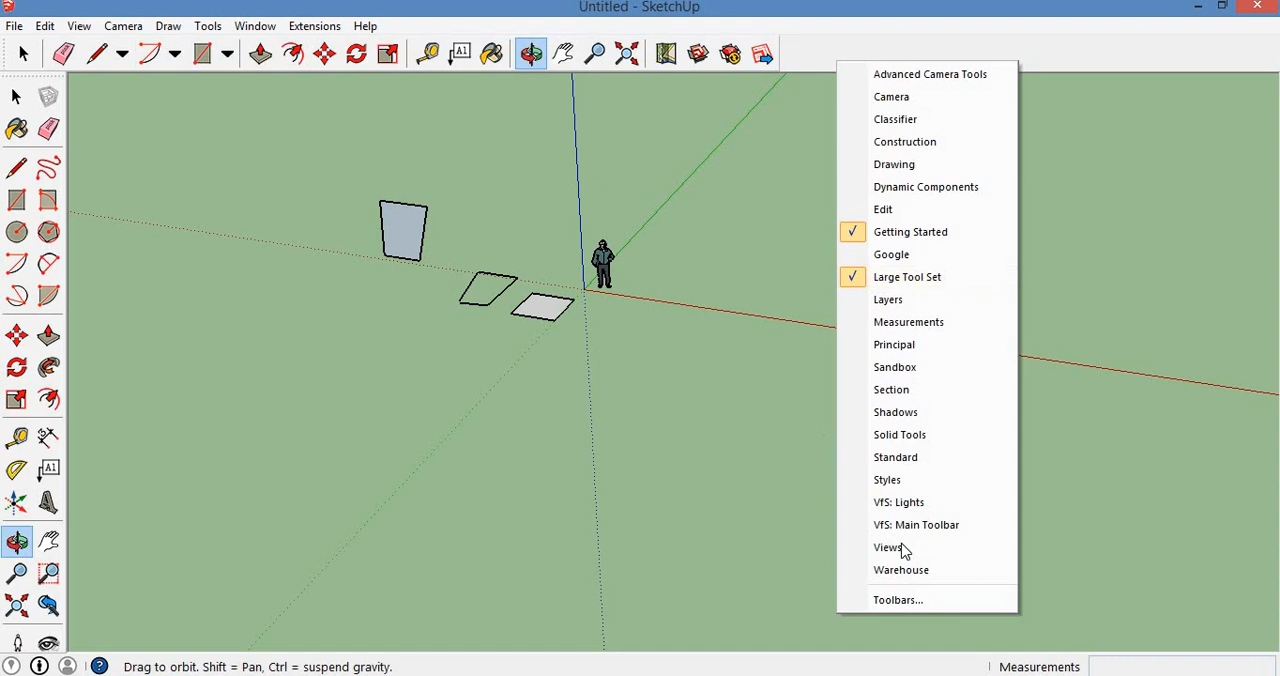 Untitled - SketchUp
File Edit View Camera Draw Tools Window Extensions Help
A1
Advanced Camera Tools
Camera
Classifier
Construction
Drawing
Dynamic Components
Edit
Getting Started
Google
Large Tool Set
Layers
Measurements
Principal
Sandbox
Section
Shadows
Solid Tools
Standard
Styles
VfS: Lights
VfS: Main Toolbar
Views
Warehouse
Toolbars...
A1
Drag to orbit. Shift = Pan, Ctrl = suspend gravity.
Measurements